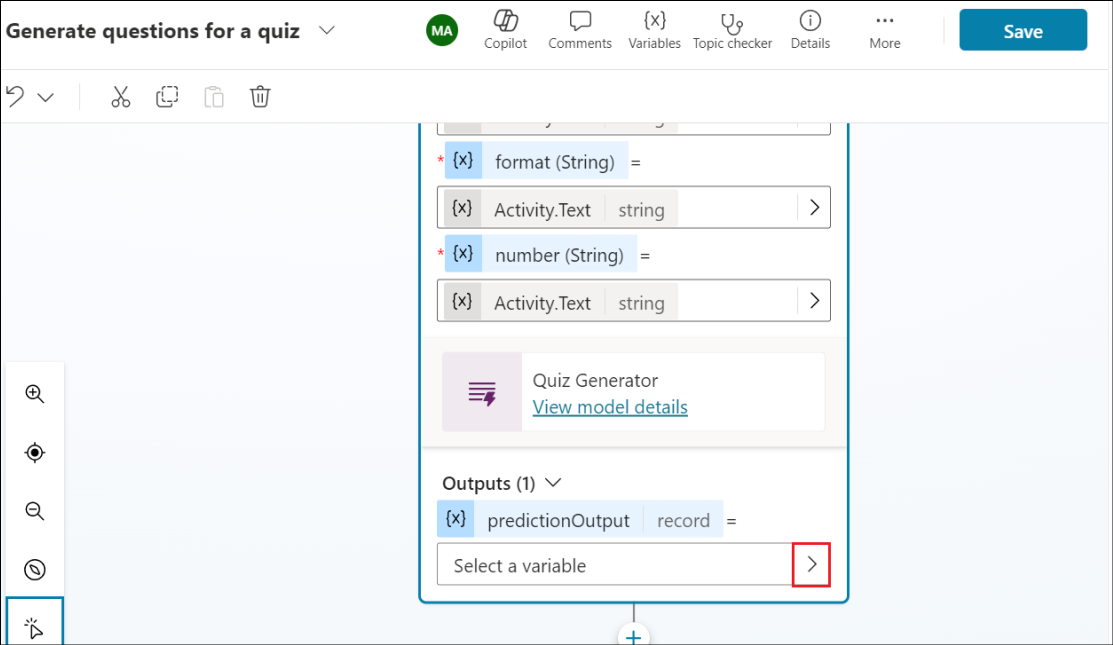 Generate questions for a quiz
MA
Copilot
Comments
{x}
Variables
Topic checker
Details
More
Save
* {x} format (String) =
{x} Activity.Text string
* {x} number (String) =
{x} Activity.Text string
Quiz Generator
View model details
Outputs (1)
{x} predictionOutput record =
Select a variable